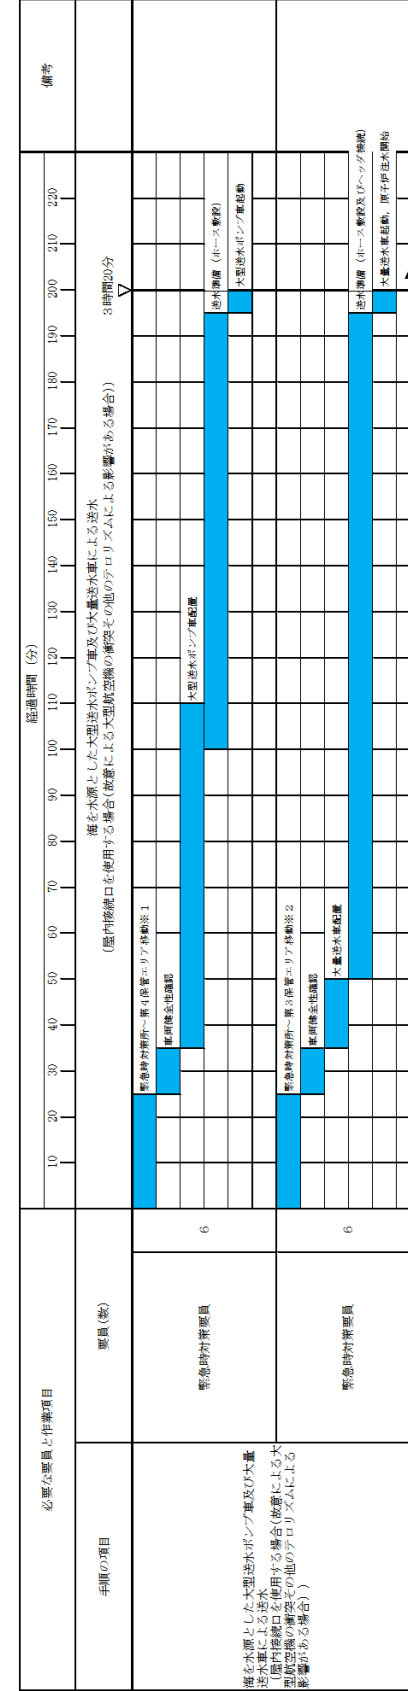 必要な要員と作業項目
経過時間（分）
備考
10 20 30 40 50 60 70 80 90 100 110 120 130 140 150 160 170 180 190 200 210 220
手順の項目
要員(数)
海を水源とした大型送水ポンプ車及び大量送水車による送水
(屋内接続口を使用する場合(故意による大型航空機の衝突その他のテロリズムによる影響がある場合))
3時間20分
海を水源とした大型送水ポンプ車及び大量
送水車による送水
(屋内接続口を使用する場合(故意による大
型航空機の衝突その他のテロリズムによる
影響がある場合))
緊急時対策要員
6
緊急時対策所～第４保管エリア移動※１
車両健全性確認
大型送水ポンプ車配置
送水準備（ホース敷設）
大型送水ポンプ車起動
緊急時対策要員
6
緊急時対策所～第３保管エリア移動※２
車両健全性確認
大量送水車配置
送水準備（ホース敷設及びヘッダ接続）
大量送水車起動，原子炉注水開始